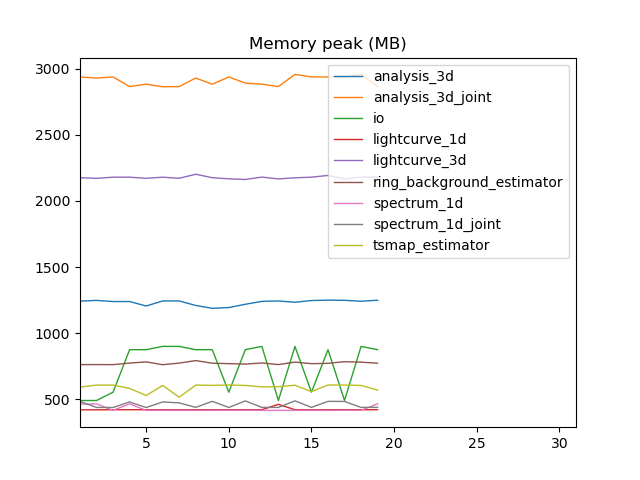 Memory peak (MB)
3000
2500
2000
1500
1000
500
analysis_3d
analysis_3d_joint
io
lightcurve_1d
lightcurve_3d
ring_background_estimator
spectrum_1d
spectrum_1d_joint
tsmap_estimator
5 10 15 20 25 30